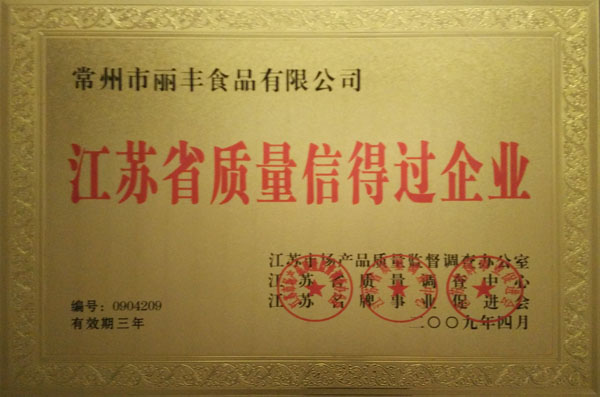 常州市丽丰食品有限公司
江苏省质量信得过企业
江苏市场产品质量监督调查办公室
江苏省质量调查中心
江苏名牌事业促进会
编号：0904209
有效期三年
二〇〇九年四月